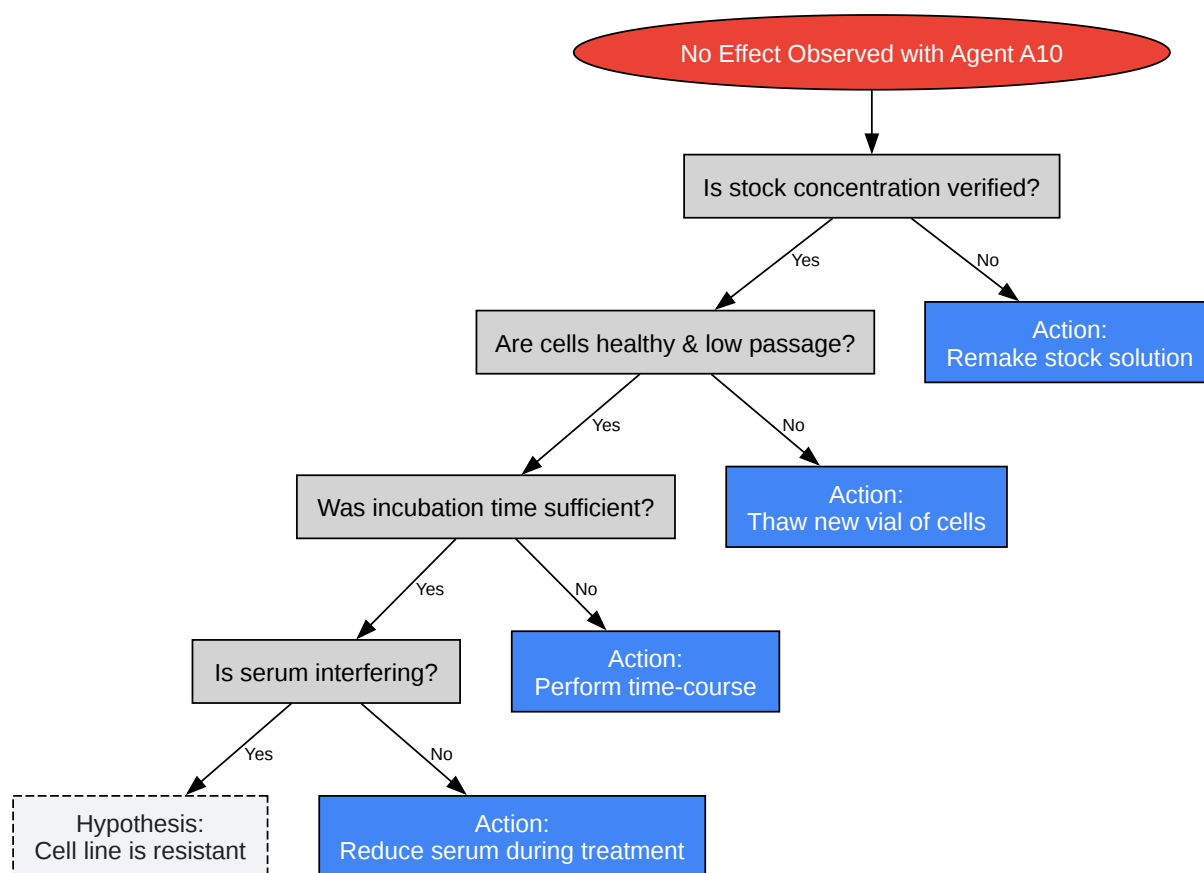 No Effect Observed with Agent A10
Is stock concentration verified?
Yes
No
Are cells healthy & low passage?
Action:
Remake stock solution
Yes
No
Was incubation time sufficient?
Action:
Thaw new vial of cells
Yes
No
Is serum interfering?
Action:
Perform time-course
Yes
No
Hypothesis:
Cell line is resistant
Action:
Reduce serum during treatment